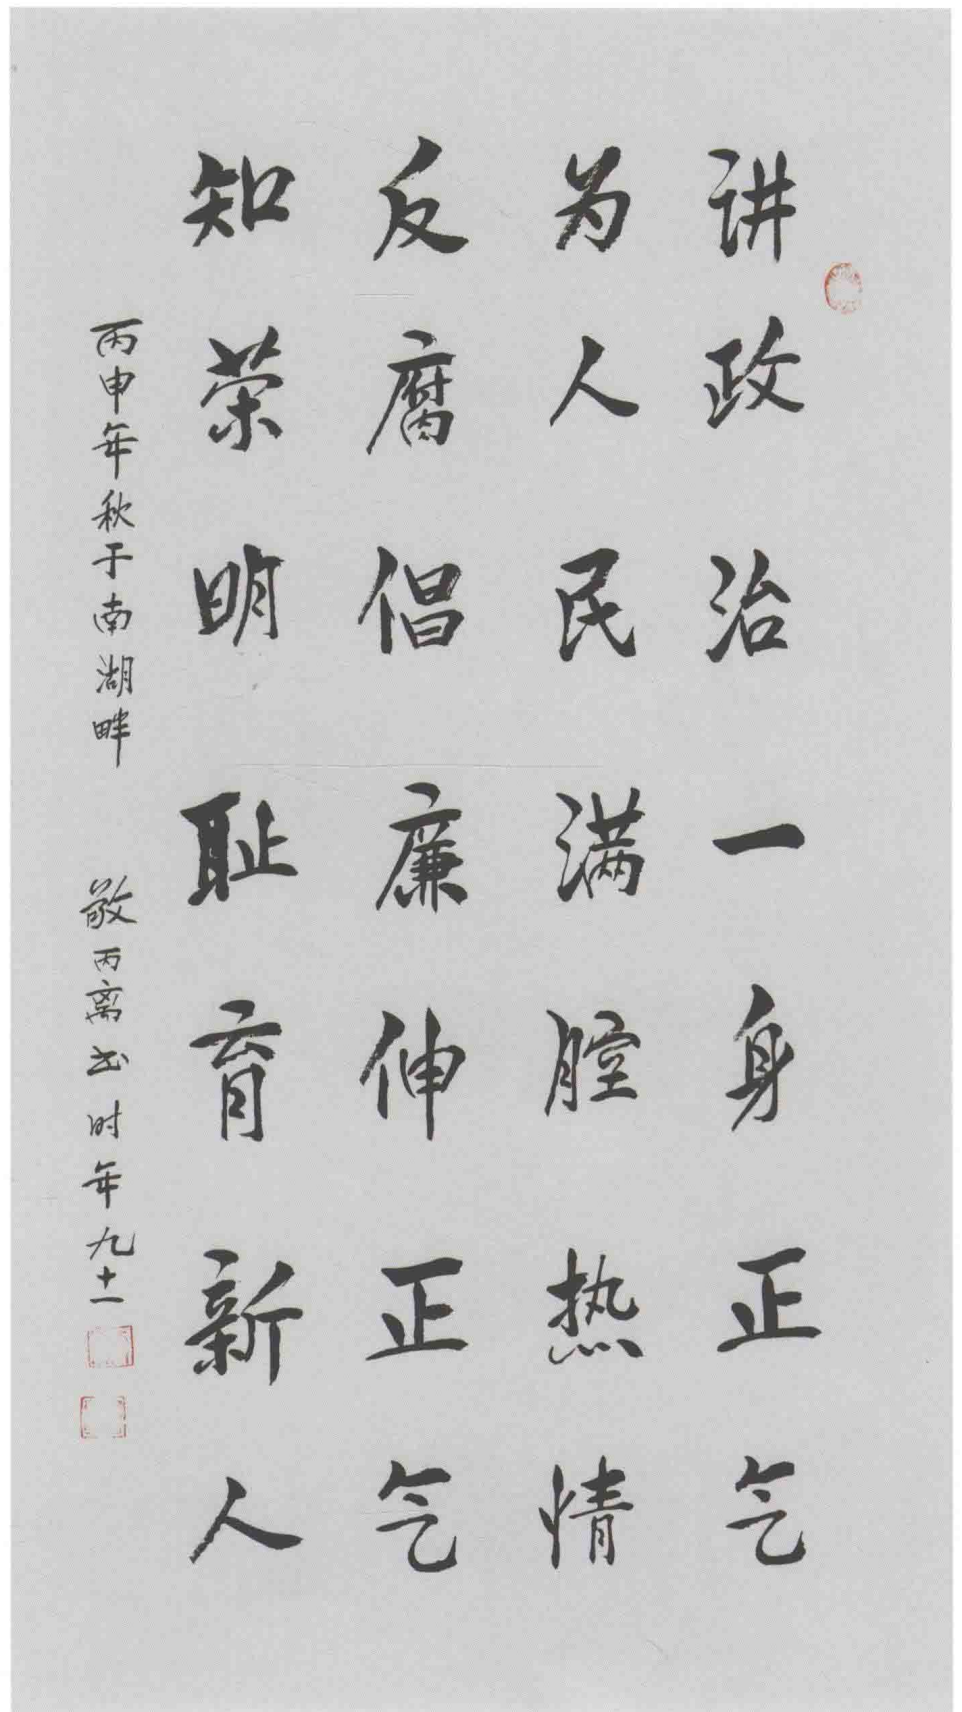 讲政治一身正气
为人民满腔热情
反腐倡廉伸正气
知荣明耻育新人
丙申年秋于南湖畔 敬丙离书时年九十一